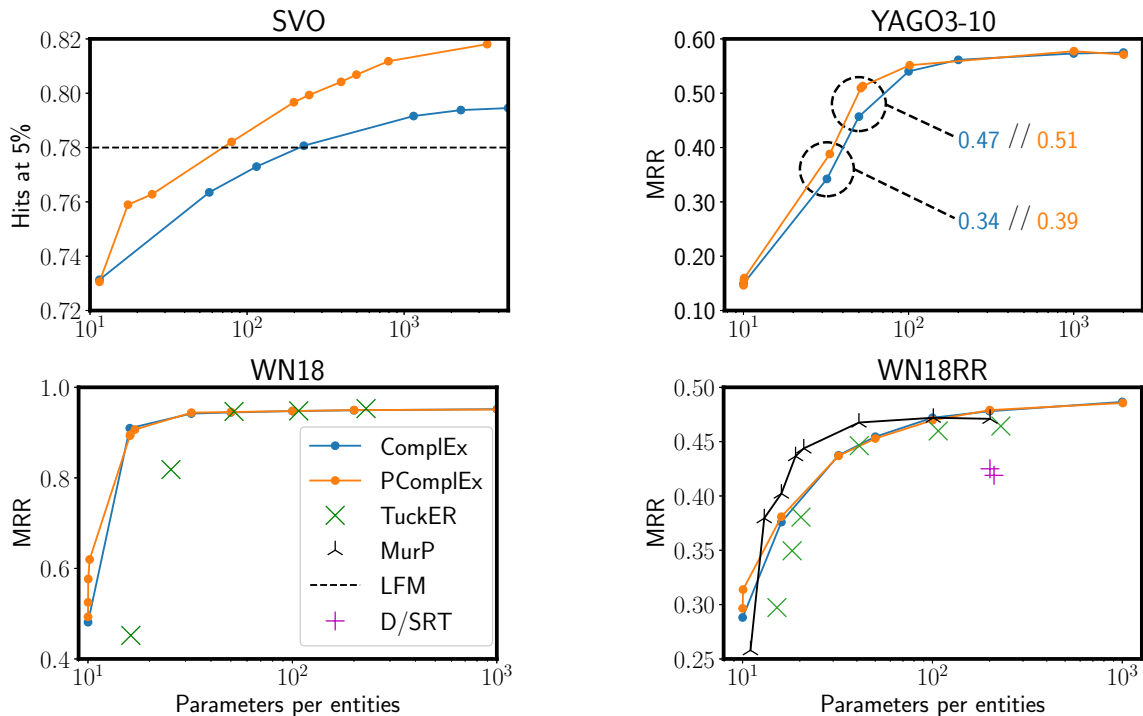 SVO
0.82
0.80
0.78
0.76
0.74
0.72
Hits at 5%
10^1
10^2
10^3
YAGO3-10
0.60
0.50
0.40
0.30
0.20
0.10
MRR
0.47 // 0.51
0.34 // 0.39
10^1
10^2
10^3
WN18
1.0
0.8
0.6
0.4
MRR
ComplEx
PComplEx
TuckER
MurP
LFM
D/SRT
10^1
10^2
10^3
Parameters per entities
WN18RR
0.50
0.45
0.40
0.35
0.30
0.25
MRR
10^1
10^2
10^3
Parameters per entities